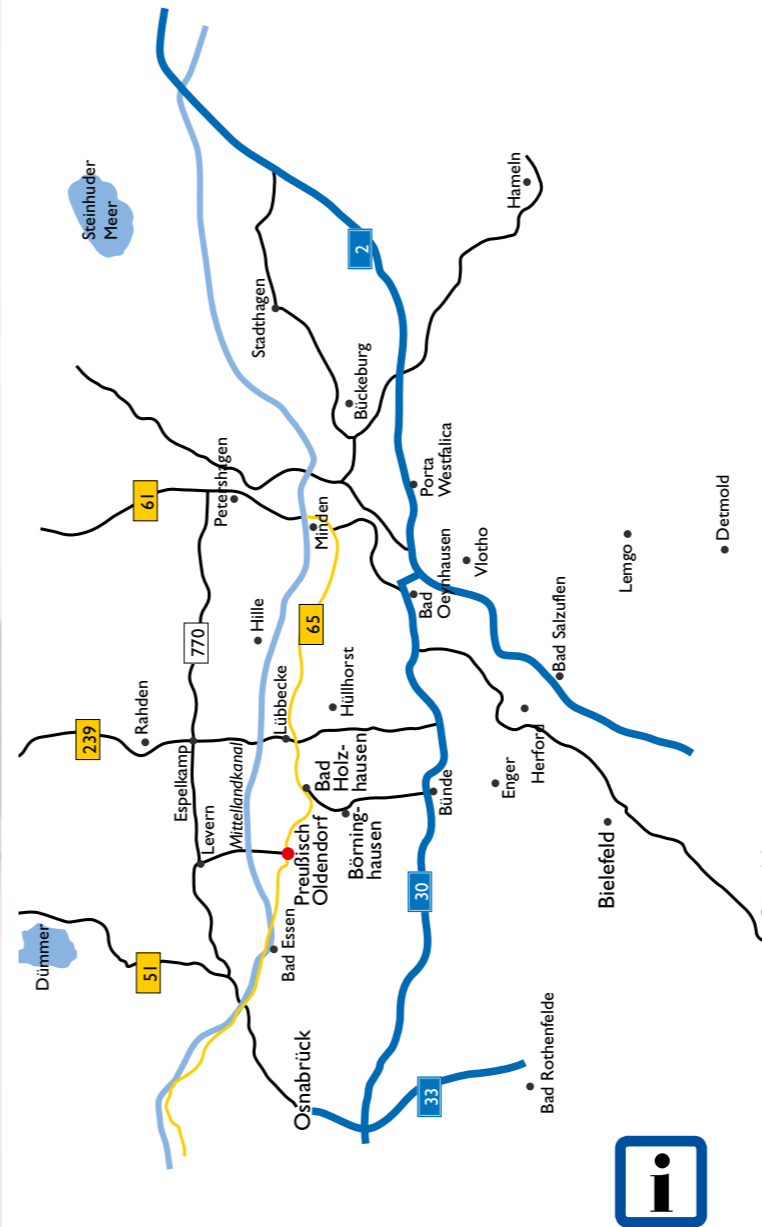 Steinhuder
Meer
Dümmer
2
61
239
770
51
65
30
33
Stadthagen
Hameln
Bückeburg
Petershagen
Minden
Porta
Westfalica
Hille
Rahden
Espelkamp
Levern
Mittellandkanal
Lübbecke
Hüllhorst
Bad
Oeynhausen
Vlotho
Lemgo
Detmold
Bad Salzuflen
Bad
Holz-
hausen
Preußisch
Oldendorf
Börning-
hausen
Bünde
Enger
Herford
Bielefeld
Bad Essen
Osnabrück
Bad Rothenfelde
i